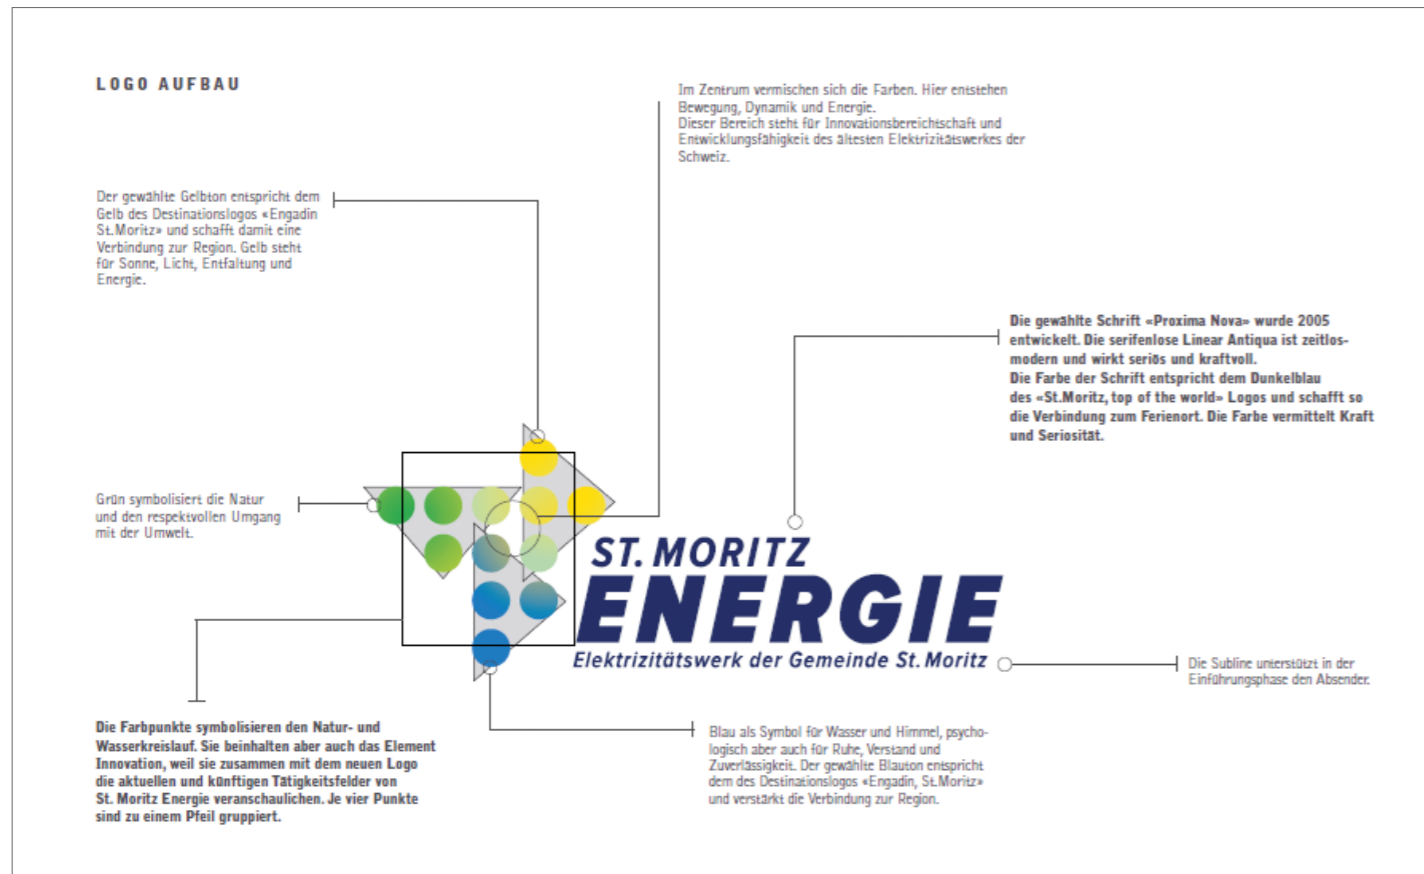 LOGO AUFBAU
Im Zentrum vermischen sich die Farben. Hier entstehen
Bewegung, Dynamik und Energie.
Dieser Bereich steht für Innovationsbereichtschaft und
Entwicklungsfähigkeit des ältesten Elektrizitätswerkes der
Schweiz.
Der gewählte Gelbton entspricht dem
Gelb des Destinationslogos «Engadin
St.Moritz» und schafft damit eine
Verbindung zur Region. Gelb steht
für Sonne, Licht, Entfaltung und
Energie.
Die gewählte Schrift «Proxima Nova» wurde 2005
entwickelt. Die serifenlose Linear Antiqua ist zeitlos-
modern und wirkt seriös und kraftvoll.
Die Farbe der Schrift entspricht dem Dunkelblau
des «St.Moritz, top of the world» Logos und schafft so
die Verbindung zum Ferienort. Die Farbe vermittelt Kraft
und Seriosität.
Grün symbolisiert die Natur
und den respektvollen Umgang
mit der Umwelt.
ST. MORITZ
ENERGIE
Elektrizitätswerk der Gemeinde St. Moritz
Die Subline unterstützt in der
Einführungsphase den Absender.
Die Farbpunkte symbolisieren den Natur- und
Wasserkreislauf. Sie beinhalten aber auch das Element
Innovation, weil sie zusammen mit dem neuen Logo
die aktuellen und künftigen Tätigkeitsfelder von
St. Moritz Energie veranschaulichen. Je vier Punkte
sind zu einem Pfeil gruppiert.
Blau als Symbol für Wasser und Himmel, psycho-
logisch aber auch für Ruhe, Verstand und
Zuverlässigkeit. Der gewählte Blauton entspricht
dem des Destinationslogos «Engadin, St.Moritz»
und verstärkt die Verbindung zur Region.